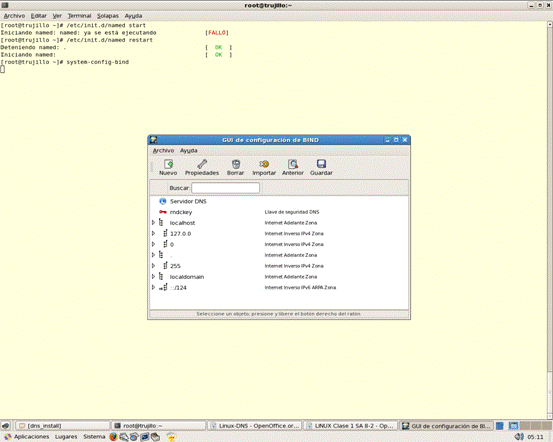 root@trujillo:~
Archivo Editar Ver Terminal Solapas Ayuda
[root@trujillo ~]# /etc/init.d/named start
Iniciando named: named: ya se está ejecutando [FALLÓ]
[root@trujillo ~]# /etc/init.d/named restart
Deteniendo named: . [ OK ]
Iniciando named: [ OK ]
[root@trujillo ~]# system-config-bind
GUI de configuración de BIND
Archivo Ayuda
Nuevo Propiedades Borrar Importar Anterior Guardar
Buscar:
Servidor DNS
rndckey Llave de seguridad DNS
localhost Internet Adelante Zona
127.0.0 Internet Inverso IPv4 Zona
0 Internet Inverso IPv4 Zona
. Internet Adelante Zona
255 Internet Inverso IPv4 Zona
localdomain Internet Adelante Zona
::/124 Internet Inverso IPv6 ARPA Zona
Seleccione un objeto; presione y libere el botón derecho del ratón
[dns_install] root@trujillo:~ Linux-DNS - OpenOffice.or... LINUX Clase 1 SA 8-2 - Op... GUI de configuración de BI...
Aplicaciones Lugares Sistema 05:11